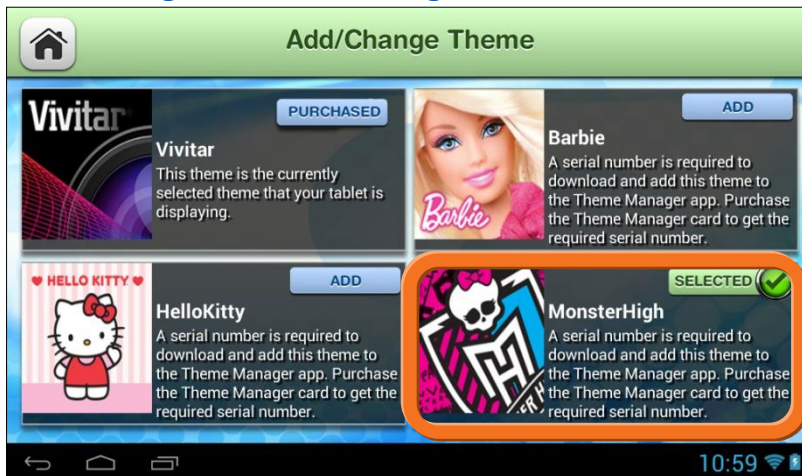 Add/Change Theme
Vivitar
PURCHASED
Vivitar
This theme is the currently
selected theme that your tablet is
displaying.
Barbie
ADD
Barbie
A serial number is required to
download and add this theme to
the Theme Manager app. Purchase
the Theme Manager card to get the
required serial number.
HELLO KITTY
ADD
HelloKitty
A serial number is required to
download and add this theme to
the Theme Manager app. Purchase
the Theme Manager card to get the
required serial number.
SELECTED
MonsterHigh
A serial number is required to
download and add this theme to
the Theme Manager app. Purchase
the Theme Manager card to get the
required serial number.
10:59